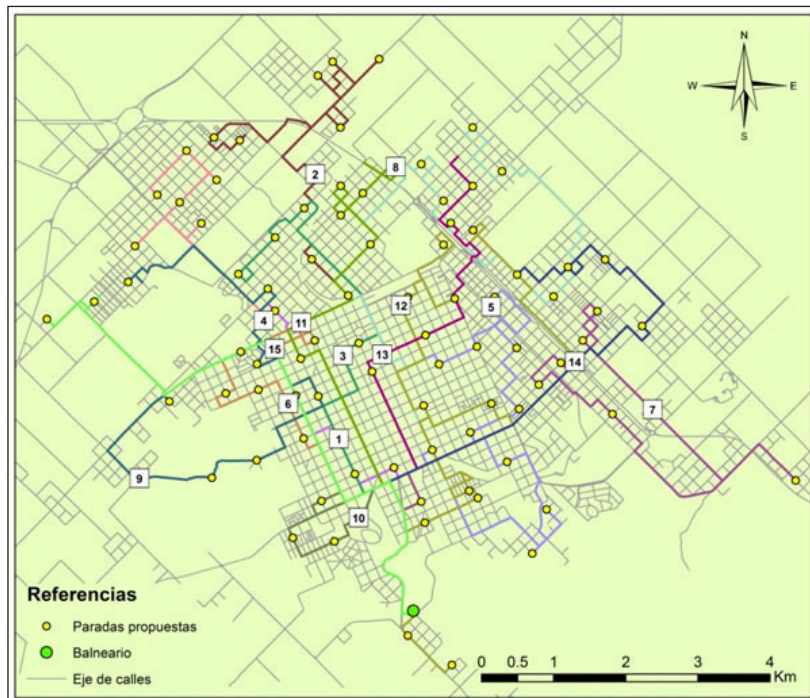 N
W E
S
2
8
4
11
12
5
15
3
13
14
6
7
1
9
10
Referencias
Paradas propuestas
Balneario
Eje de calles
0 0.5 1 2 3 4
Km